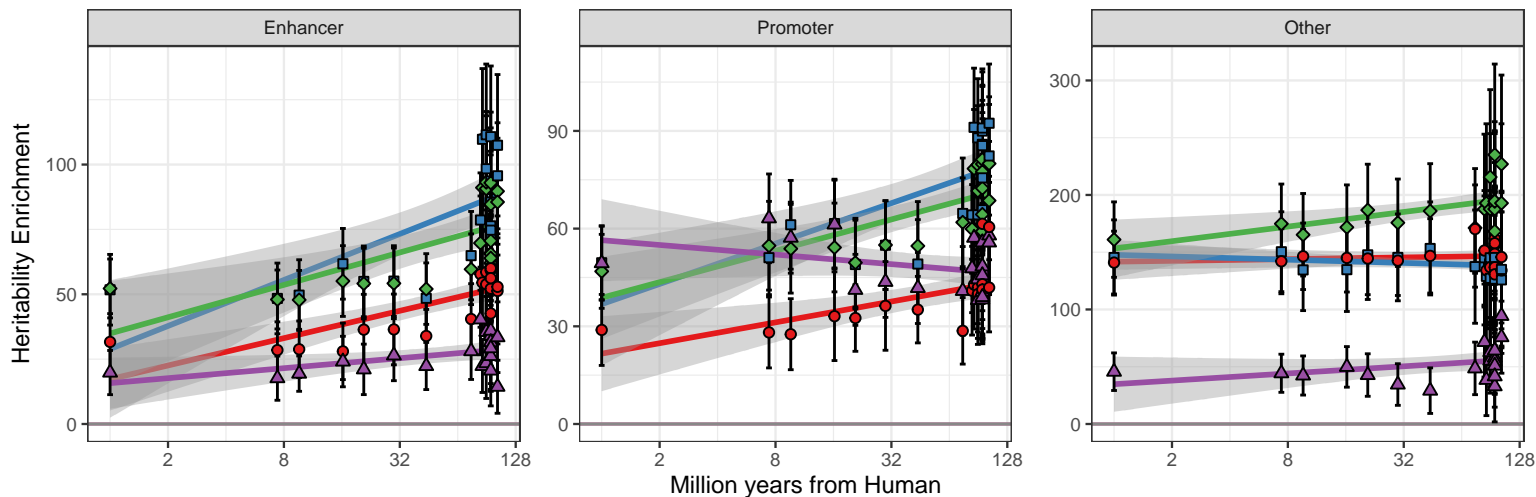 Enhancer Promoter Other
Heritability Enrichment
100
50
0
90
60
30
0
300
200
100
0
2 8 32 128 2 8 32 128 2 8 32 128
Million years from Human